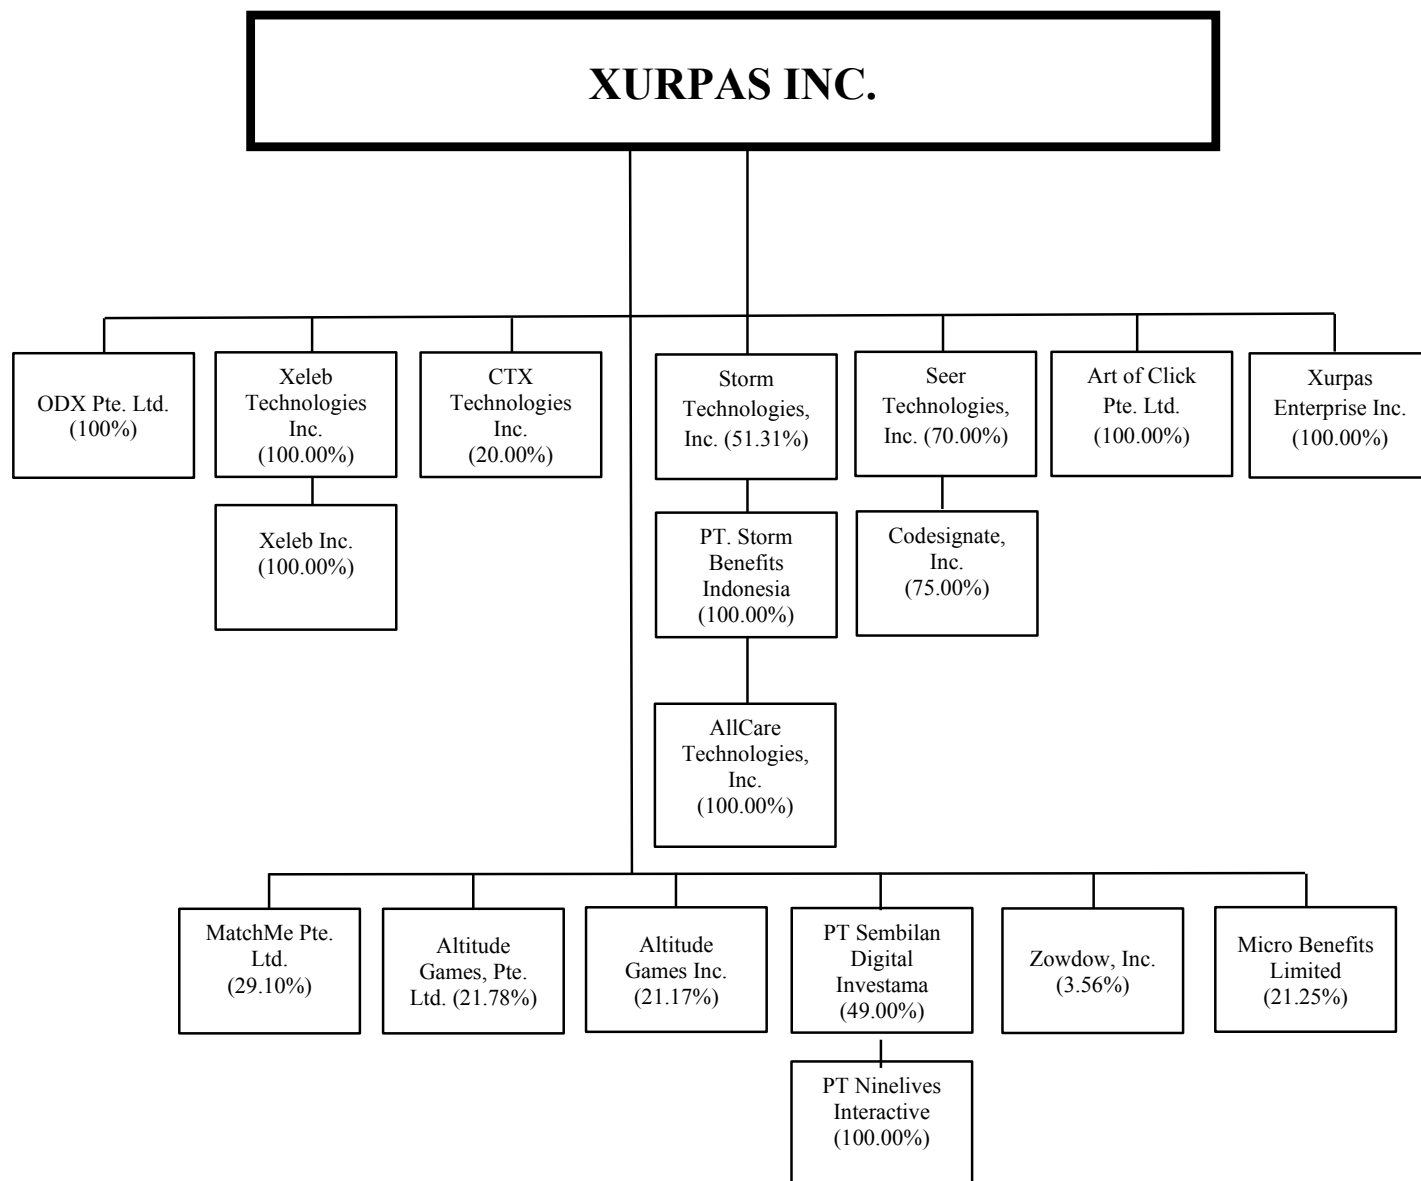 XURPAS INC.
ODX Pte. Ltd.
(100%)
Xeleb
Technologies
Inc.
(100.00%)
CTX
Technologies
Inc.
(20.00%)
Storm
Technologies,
Inc. (51.31%)
Seer
Technologies,
Inc. (70.00%)
Art of Click
Pte. Ltd.
(100.00%)
Xurpas
Enterprise Inc.
(100.00%)
Xeleb Inc.
(100.00%)
PT. Storm
Benefits
Indonesia
(100.00%)
Codesignate,
Inc.
(75.00%)
AllCare
Technologies,
Inc.
(100.00%)
MatchMe Pte.
Ltd.
(29.10%)
Altitude
Games, Pte.
Ltd. (21.78%)
Altitude
Games Inc.
(21.17%)
PT Sembilan
Digital
Investama
(49.00%)
Zowdow, Inc.
(3.56%)
Micro Benefits
Limited
(21.25%)
PT Ninelives
Interactive
(100.00%)